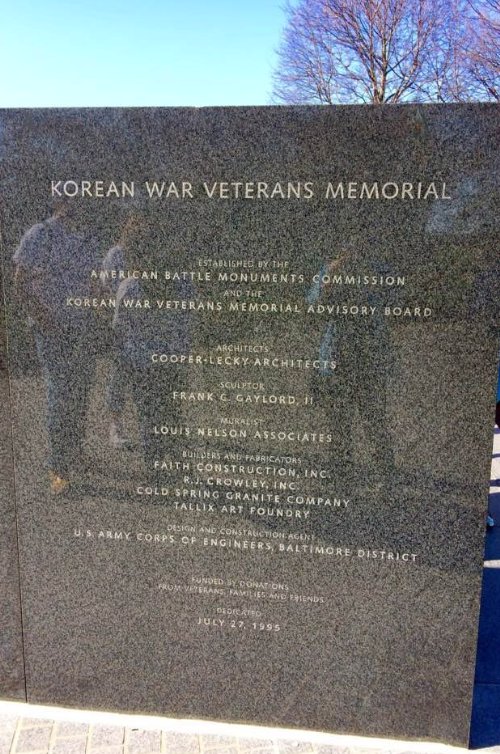 KOREAN WAR VETERANS MEMORIAL
ESTABLISHED BY THE
AMERICAN BATTLE MONUMENTS COMMISSION
AND THE
KOREAN WAR VETERANS MEMORIAL ADVISORY BOARD
ARCHITECTS
COOPER-LECKY ARCHITECTS
SCULPTOR
FRANK C. GAYLORD, II
MURALIST
LOUIS NELSON ASSOCIATES
BUILDERS AND FABRICATORS
FAITH CONSTRUCTION, INC.
R.J. CROWLEY, INC.
COLD SPRING GRANITE COMPANY
TALLIX ART FOUNDRY
DESIGN AND CONSTRUCTION AGENT
U.S. ARMY CORPS OF ENGINEERS, BALTIMORE DISTRICT
FUNDED BY DONATIONS
FROM VETERANS, FAMILIES AND FRIENDS
DEDICATED
JULY 27, 1995